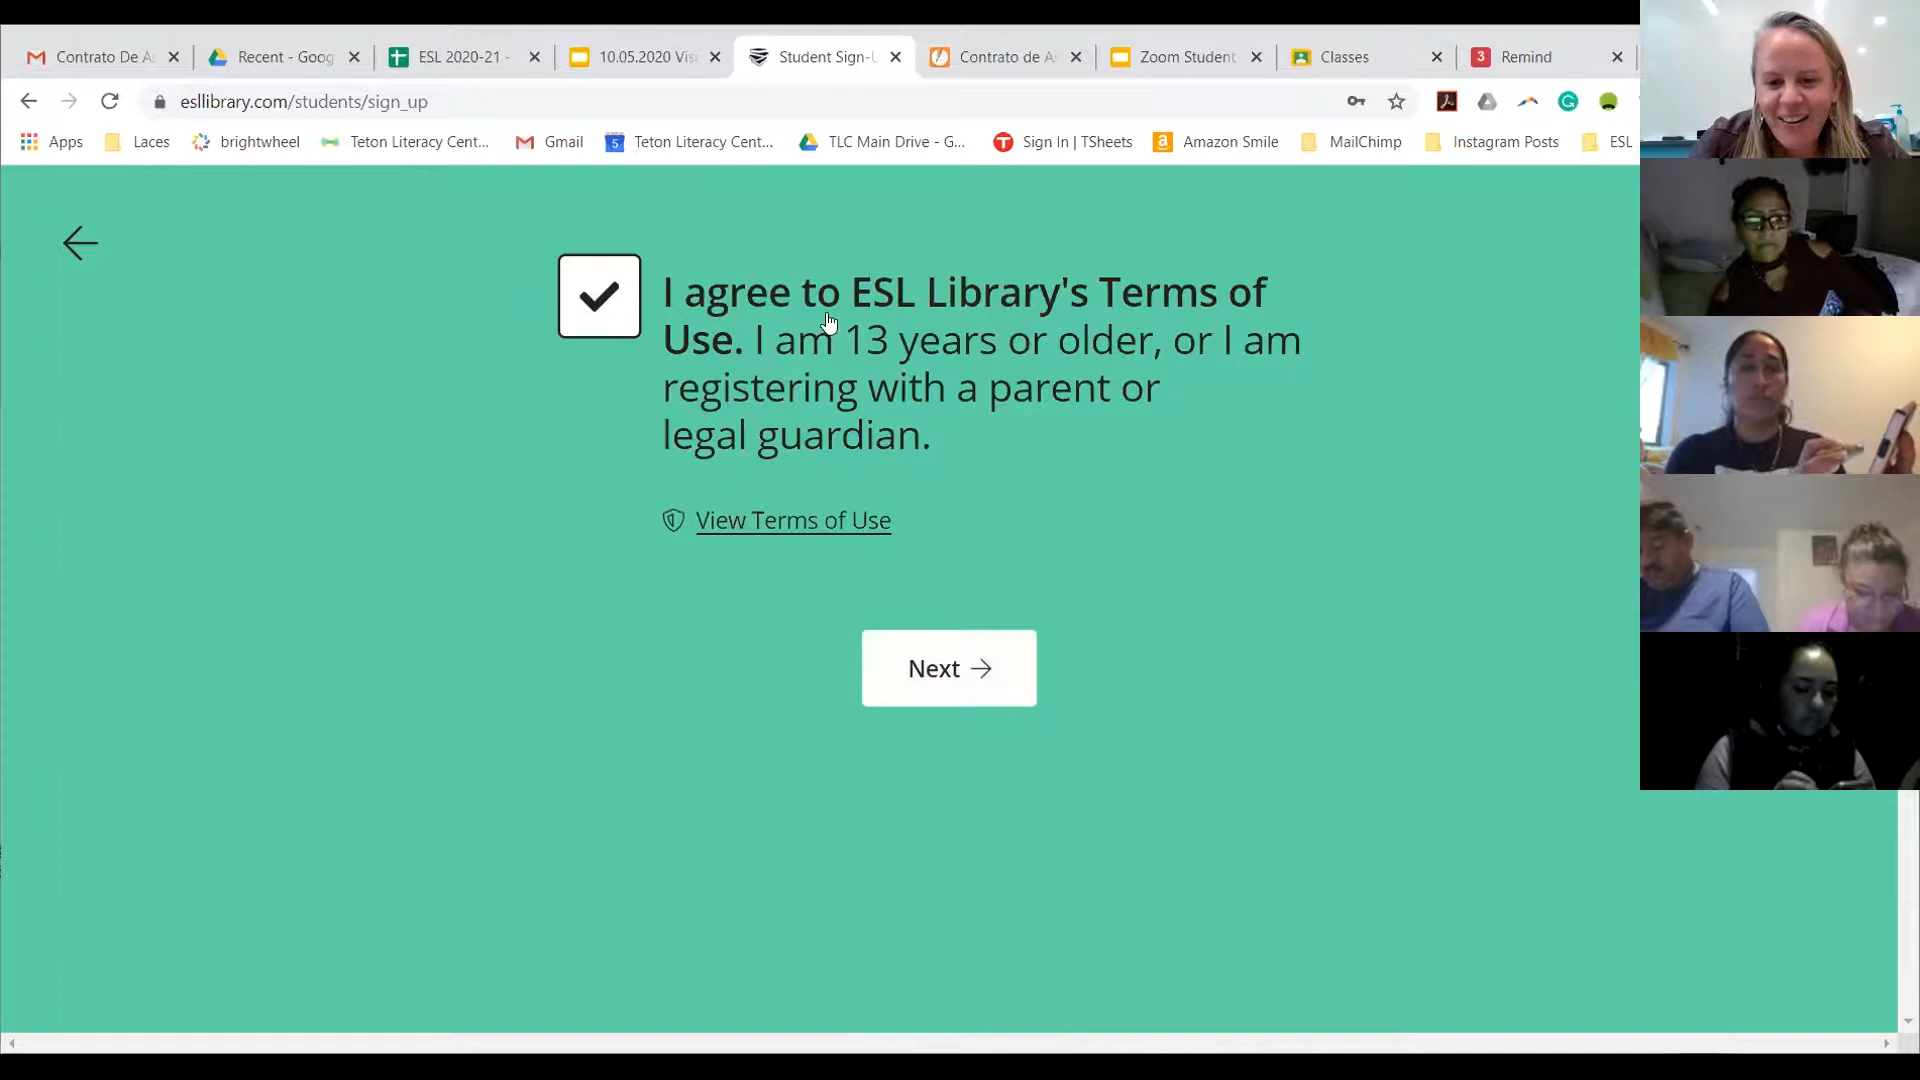 Contrato De As
Recent - Goog
ESL 2020-21 -
10.05.2020 Vis
Student Sign-U
Contrato de A
Zoom Student
Classes
3
Remind
esllibrary.com/students/sign_up
Apps
Laces
brightwheel
Teton Literacy Cent...
Gmail
5
Teton Literacy Cent...
TLC Main Drive - G...
Sign In | TSheets
Amazon Smile
MailChimp
Instagram Posts
ESL
I agree to ESL Library's Terms of
Use. I am 13 years or older, or I am
registering with a parent or
legal guardian.
View Terms of Use
Next